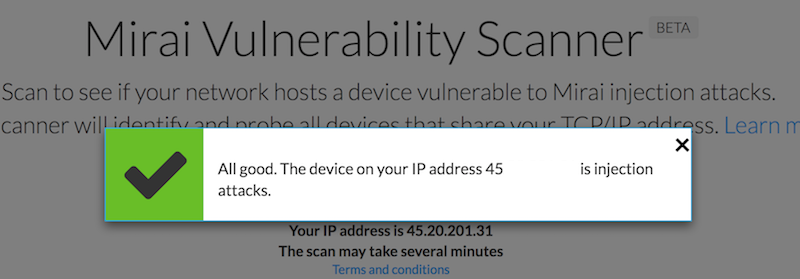 Mirai Vulnerability Scanner BETA
Scan to see if your network hosts a device vulnerable to Mirai injection attacks.
canner will identify and probe all devices that share your TCP/IP address. Learn m
All good. The device on your IP address 45 is injection
attacks.
Your IP address is 45.20.201.31
The scan may take several minutes
Terms and conditions